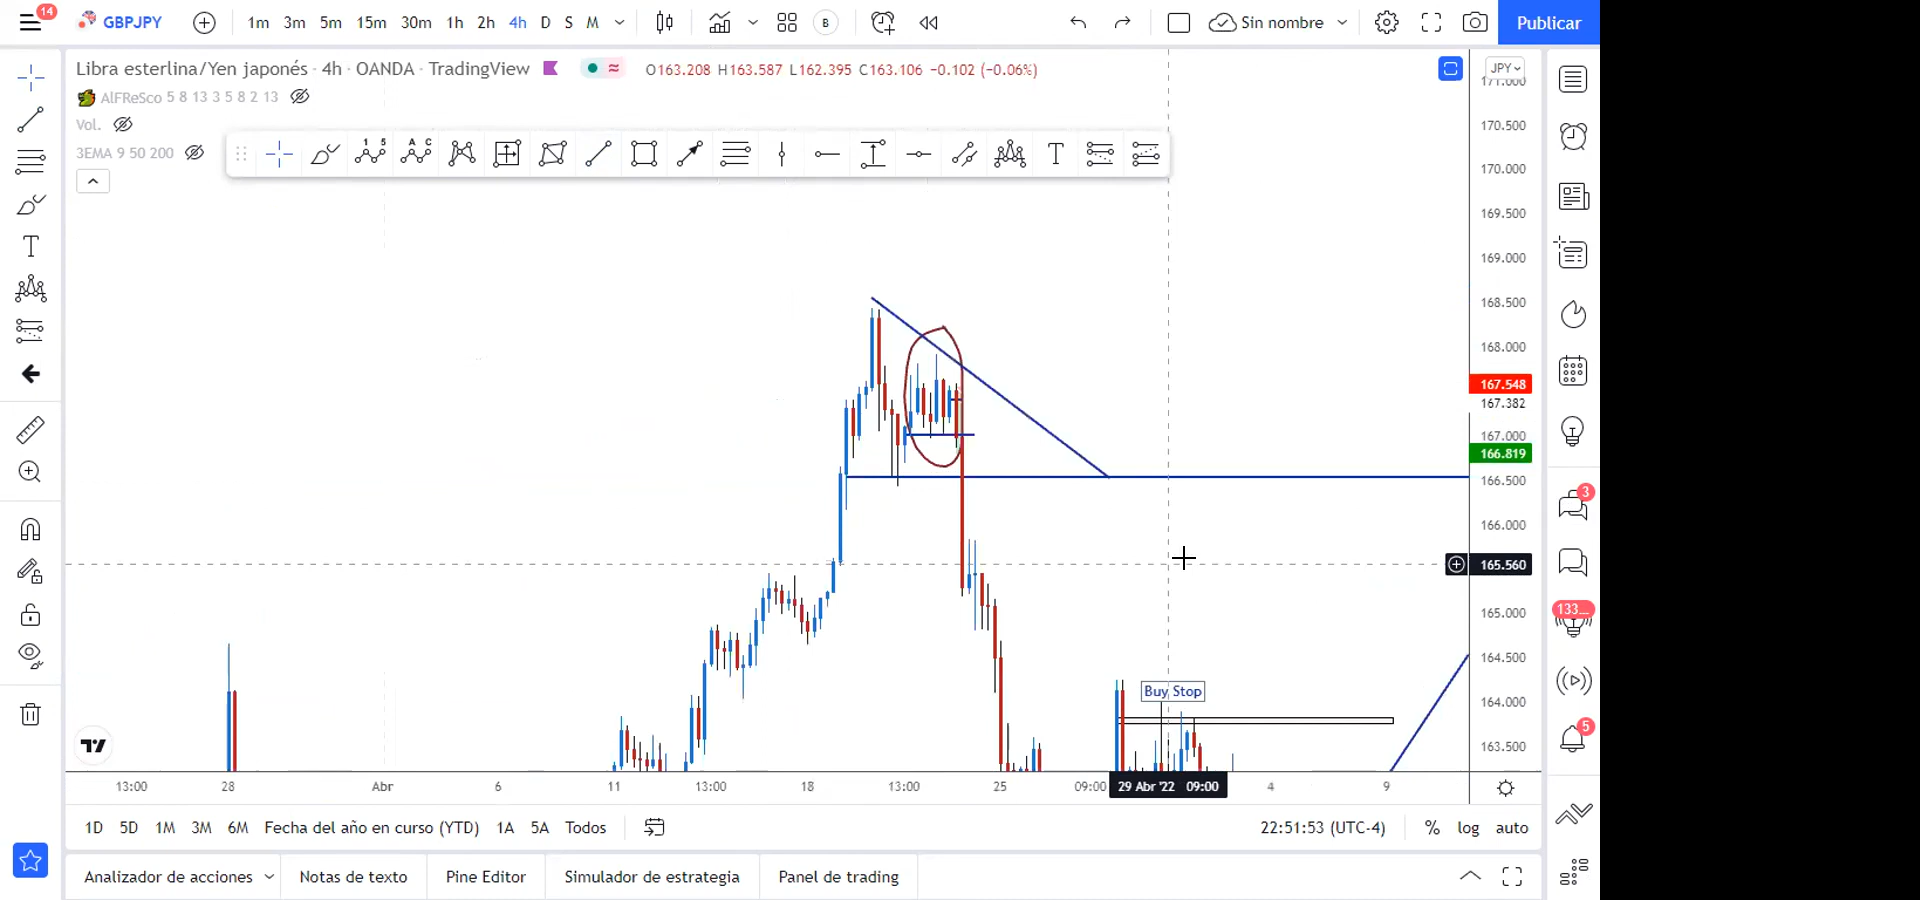 14 GBPJPY 1m 3m 5m 15m 30m 1h 2h 4h D S M B Sin nombre Publicar
Libra esterlina/Yen japonés · 4h · OANDA · TradingView O163.208 H163.587 L162.395 C163.106 −0.102 (−0.06%)
AlFReSco 5 8 13 3 5 8 2 13
Vol.
3EMA 9 50 200
1 5
A C
T
T
JPY
171.000
170.500
170.000
169.500
169.000
168.500
168.000
167.548
167.382
167.000
166.819
166.500
166.000
165.560
165.000
164.500
164.000
163.500
Buy Stop
3
133...
5
13:00 28 Abr 6 11 13:00 18 13:00 25 09:00 29 Abr '22 09:00 4 9
1D 5D 1M 3M 6M Fecha del año en curso (YTD) 1A 5A Todos 22:51:53 (UTC-4) % log auto
Analizador de acciones Notas de texto Pine Editor Simulador de estrategia Panel de trading